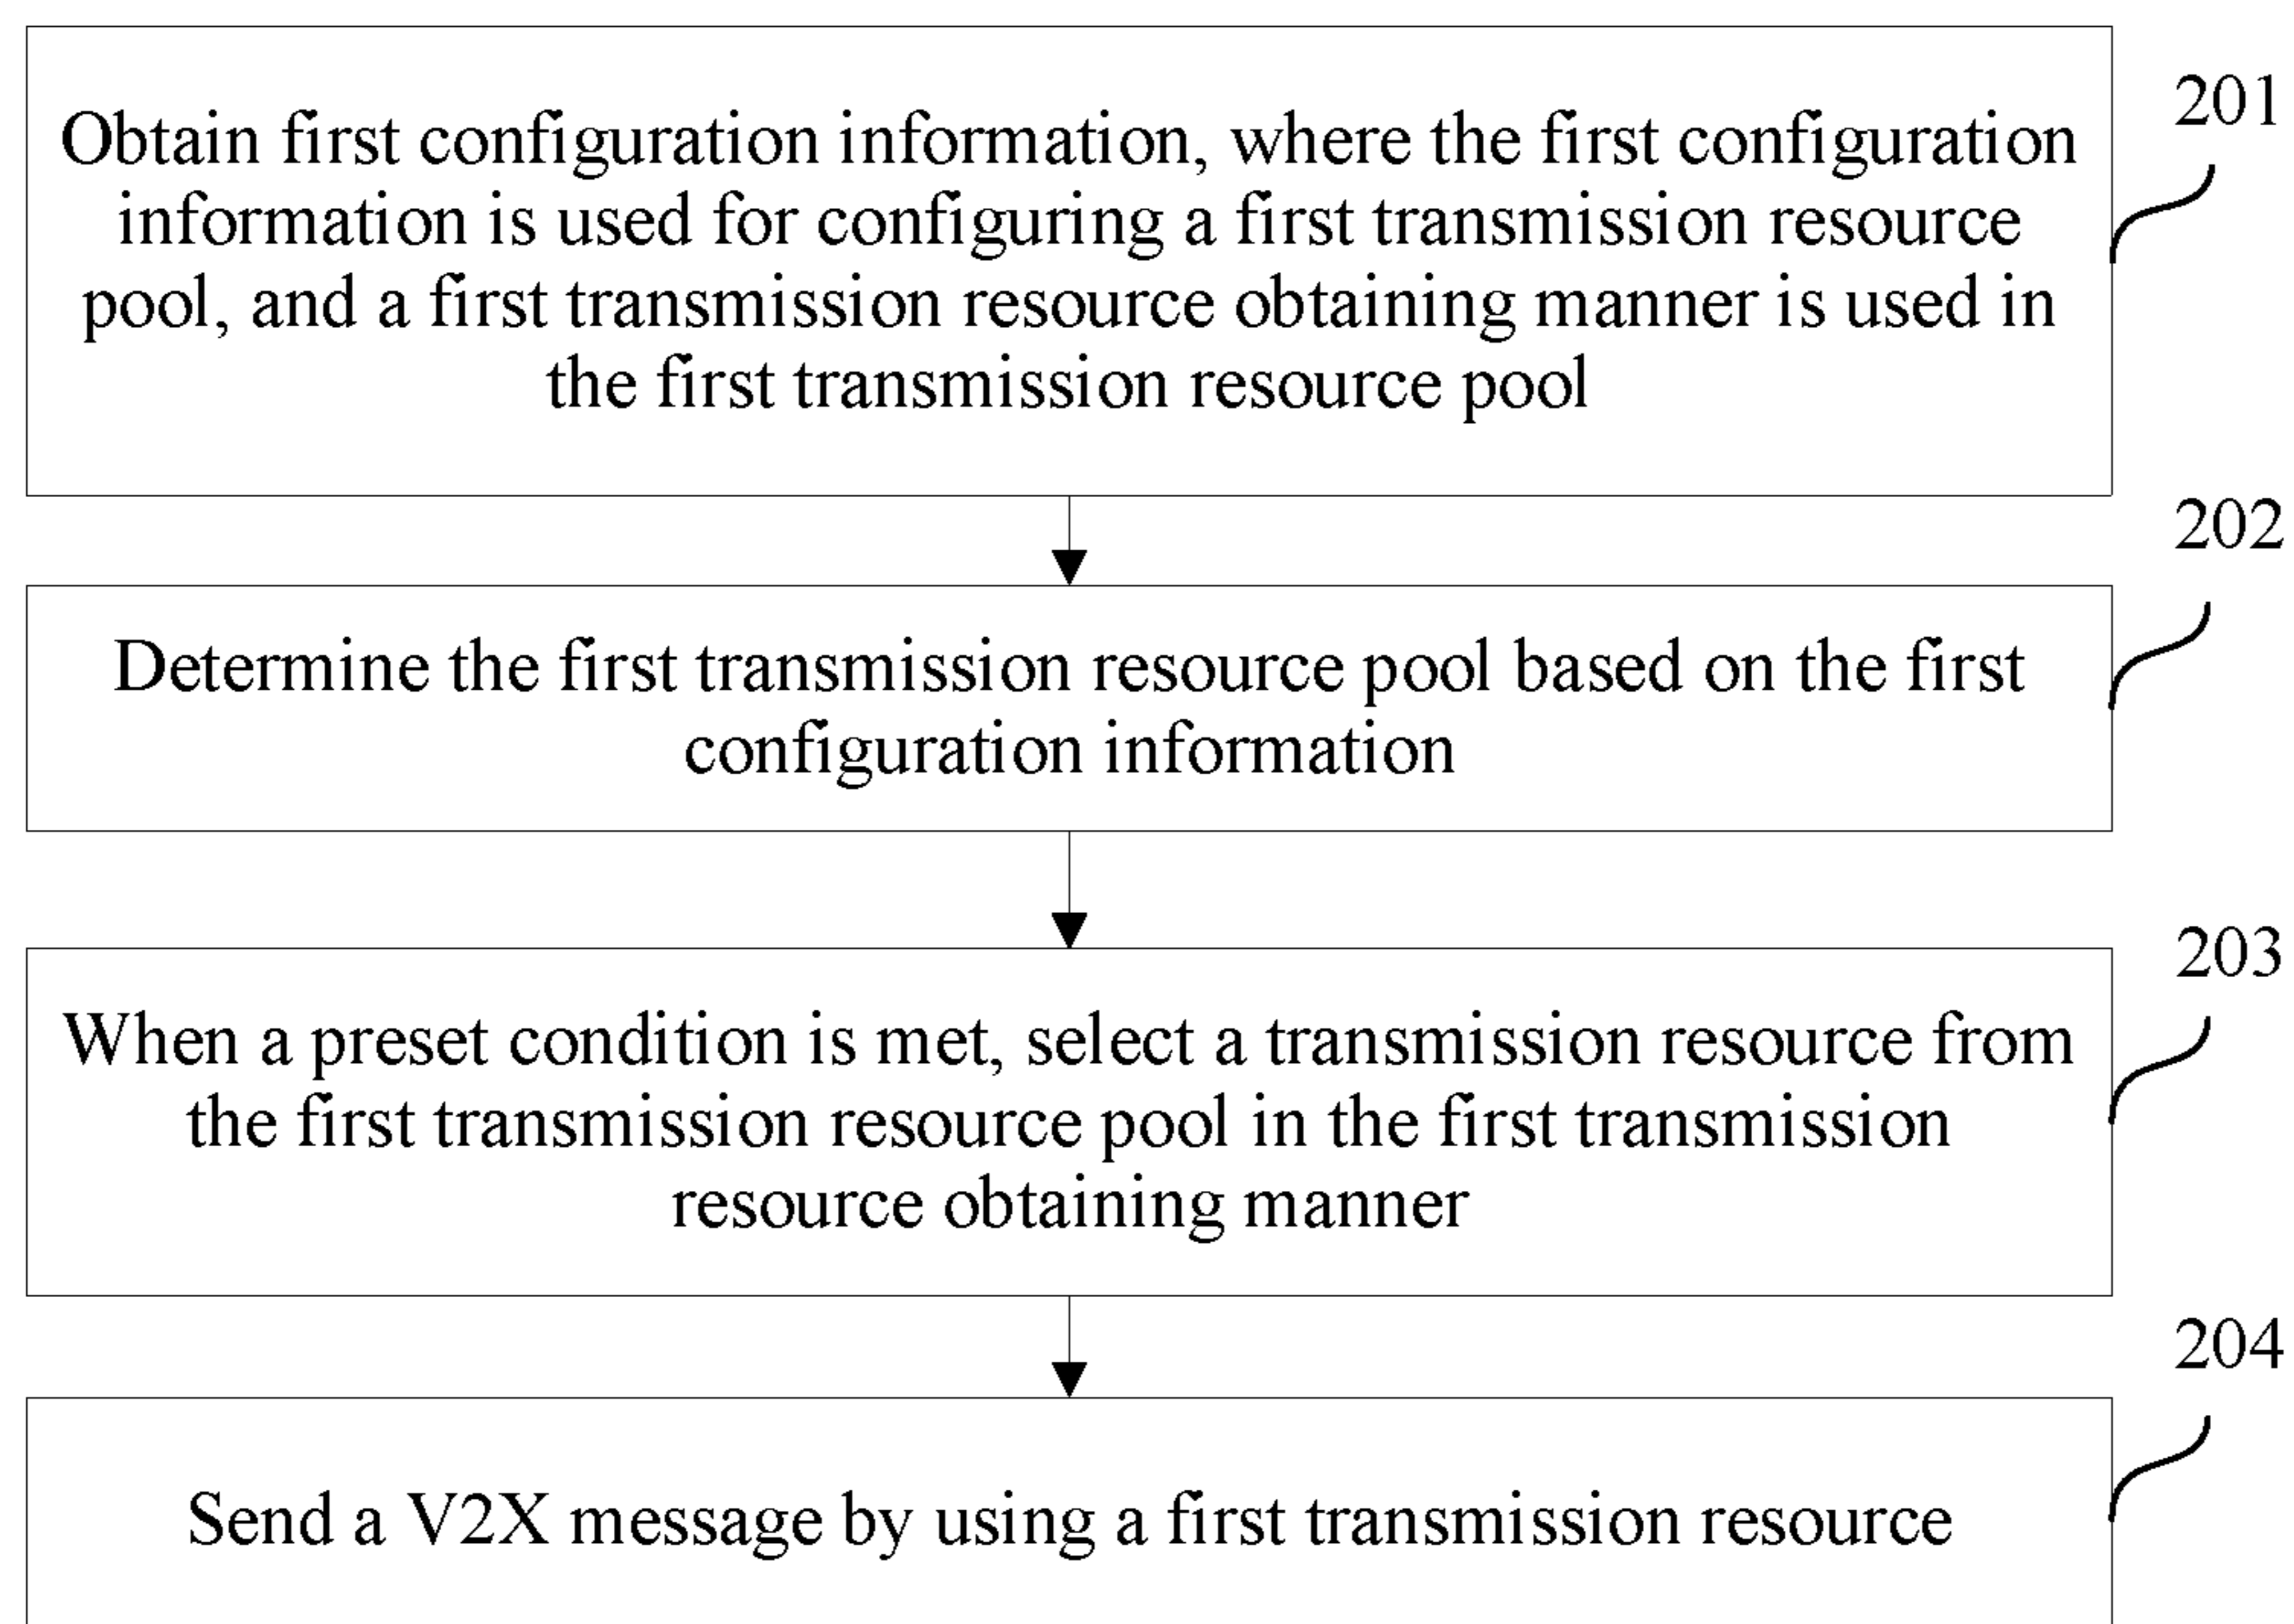 Obtain first configuration information, where the first configuration
information is used for configuring a first transmission resource
pool, and a first transmission resource obtaining manner is used in
the first transmission resource pool
201
202
Determine the first transmission resource pool based on the first
configuration information
203
When a preset condition is met, select a transmission resource from
the first transmission resource pool in the first transmission
resource obtaining manner
204
Send a V2X message by using a first transmission resource